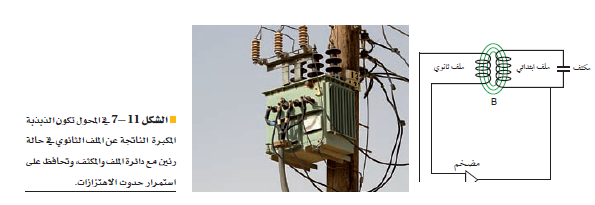 ■ الشكل 11–7 في المحول تكون الذبذبة
المكبرة الناتجة عن الملف الثانوي في حالة
رنين مع دائرة الملف والمكثف، وتحافظ على
استمرار حدوث الاهتزازات.
مكثف
ملف ابتدائي
ملف ثانوي
B
مضخم